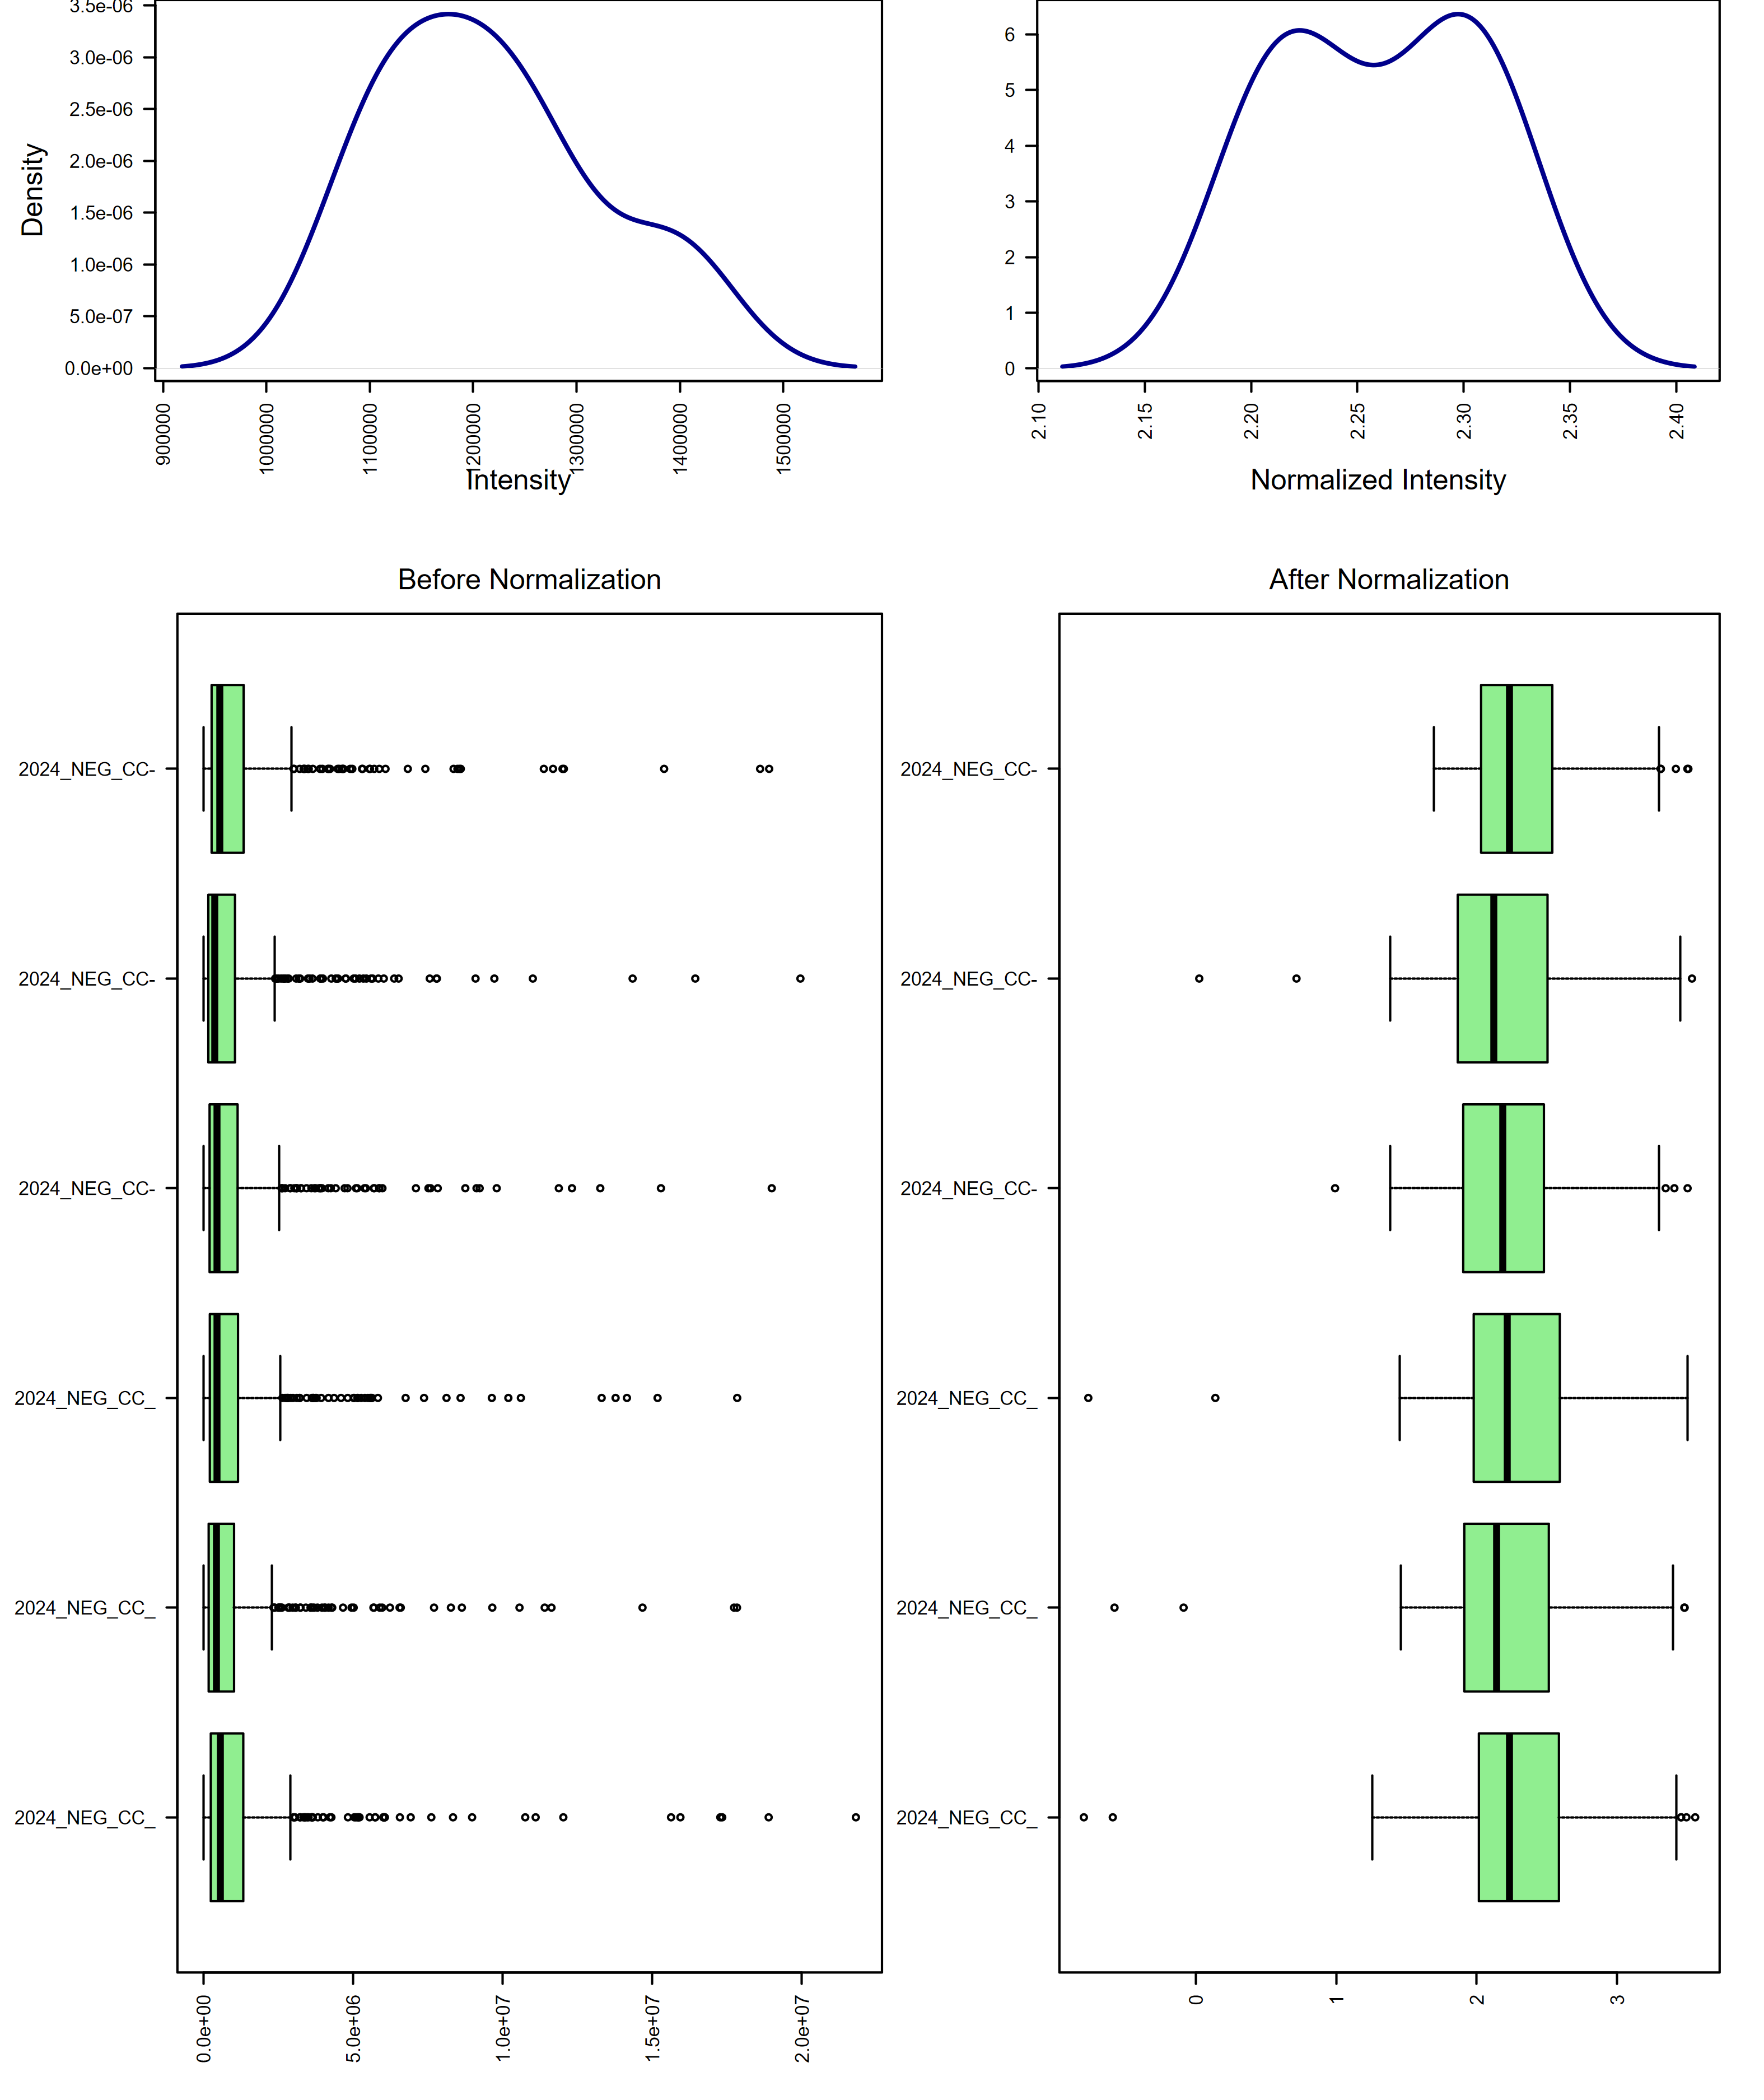 3.5e-06
3.0e-06
2.5e-06
2.0e-06
1.5e-06
1.0e-06
5.0e-07
0.0e+00
Density
900000
1000000
1100000
1200000
1300000
1400000
1500000
Intensity
6
5
4
3
2
1
0
2.10
2.15
2.20
2.25
2.30
2.35
2.40
Normalized Intensity
Before Normalization
2024_NEG_CC-
2024_NEG_CC-
2024_NEG_CC-
2024_NEG_CC_
2024_NEG_CC_
2024_NEG_CC_
0.0e+00
5.0e+06
1.0e+07
1.5e+07
2.0e+07
After Normalization
2024_NEG_CC-
2024_NEG_CC-
2024_NEG_CC-
2024_NEG_CC_
2024_NEG_CC_
2024_NEG_CC_
0
1
2
3